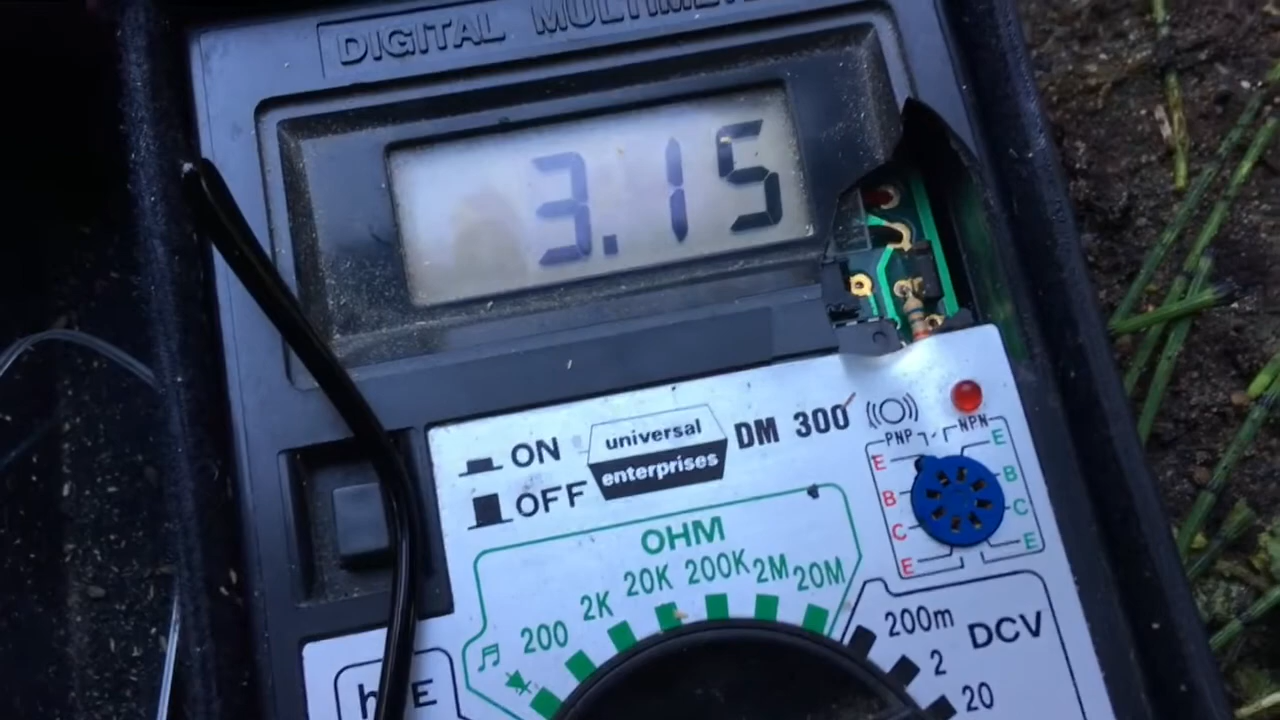 DIGITAL MULTIMETER
3.15
ON
OFF
universal
enterprises
DM 300
PNP
NPN
E
B
C
E
E
B
C
E
OHM
200
2K
20K
200K
2M
20M
DCV
200m
2
20
hFE